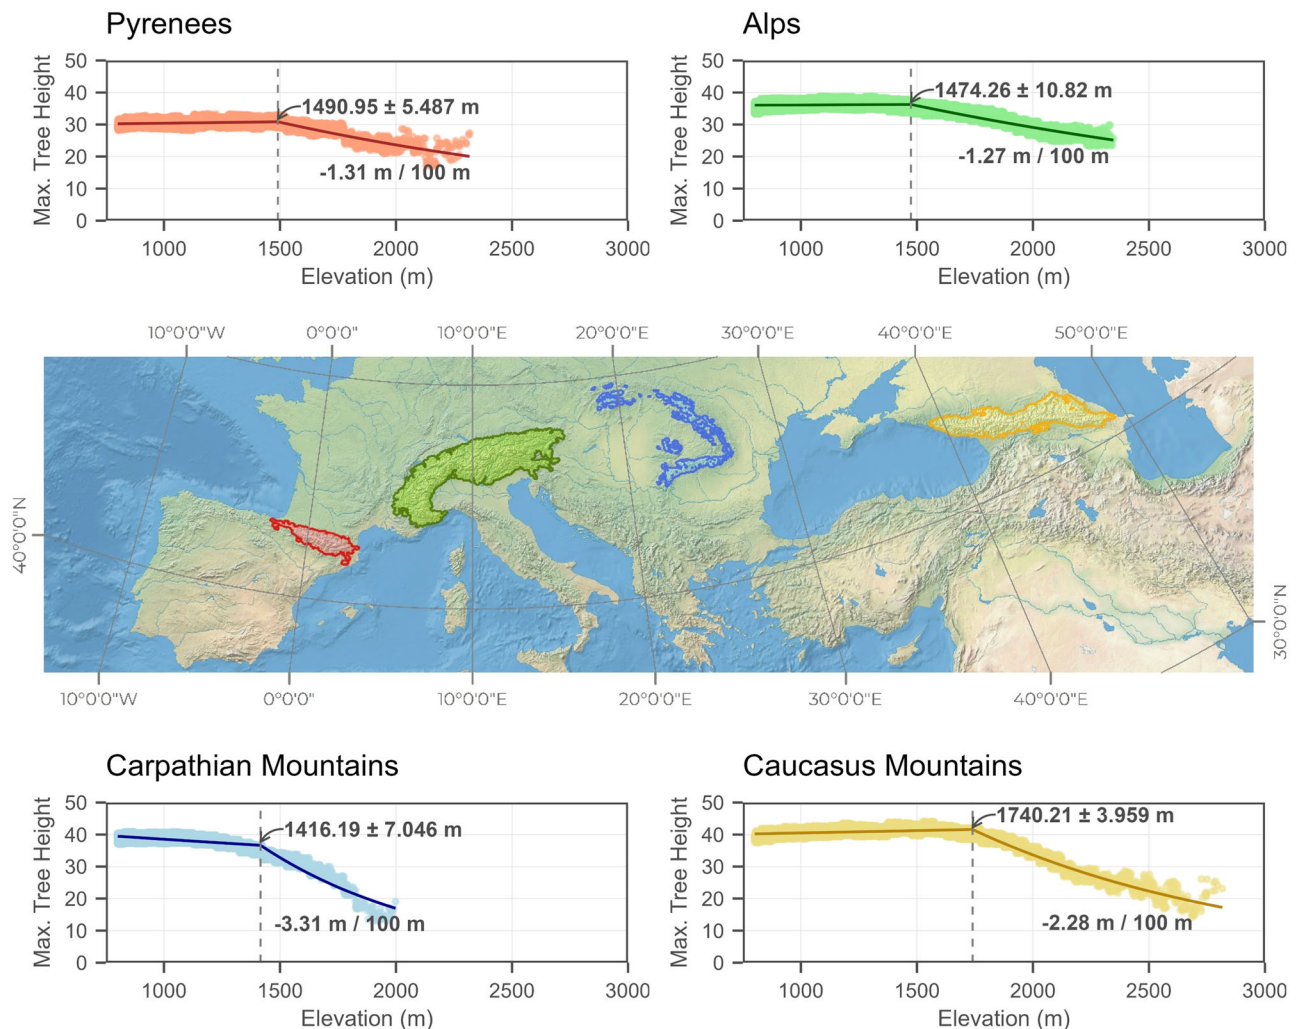 Pyrenees
Max. Tree Height
50
40
30
20
10
0
1490.95 ± 5.487 m
-1.31 m / 100 m
1000 1500 2000 2500 3000
Elevation (m)
Alps
Max. Tree Height
50
40
30
20
10
0
1474.26 ± 10.82 m
-1.27 m / 100 m
1000 1500 2000 2500 3000
Elevation (m)
10°0'0"W 0°0'0" 10°0'0"E 20°0'0"E 30°0'0"E 40°0'0"E 50°0'0"E
40°0'0"N
30°0'0"N
10°0'0"W 0°0'0" 10°0'0"E 20°0'0"E 30°0'0"E 40°0'0"E
Carpathian Mountains
Max. Tree Height
50
40
30
20
10
0
1416.19 ± 7.046 m
-3.31 m / 100 m
1000 1500 2000 2500 3000
Elevation (m)
Caucasus Mountains
Max. Tree Height
50
40
30
20
10
0
1740.21 ± 3.959 m
-2.28 m / 100 m
1000 1500 2000 2500 3000
Elevation (m)